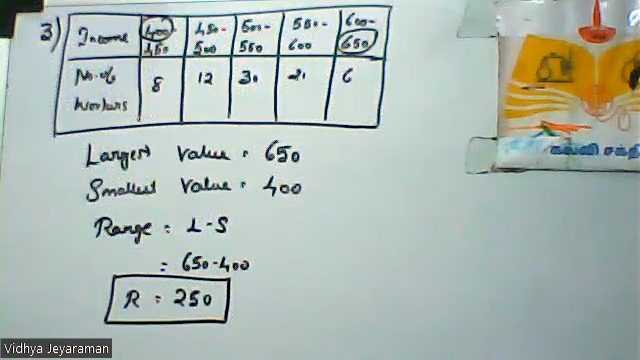 3)
Income 400-450 450-500 500-550 550-600 600-650
No. of Workers 8 12 30 21 6
Largest Value = 650
Smallest Value = 400
Range = L-S
= 650-400
R = 250
Vidhya Jeyaraman